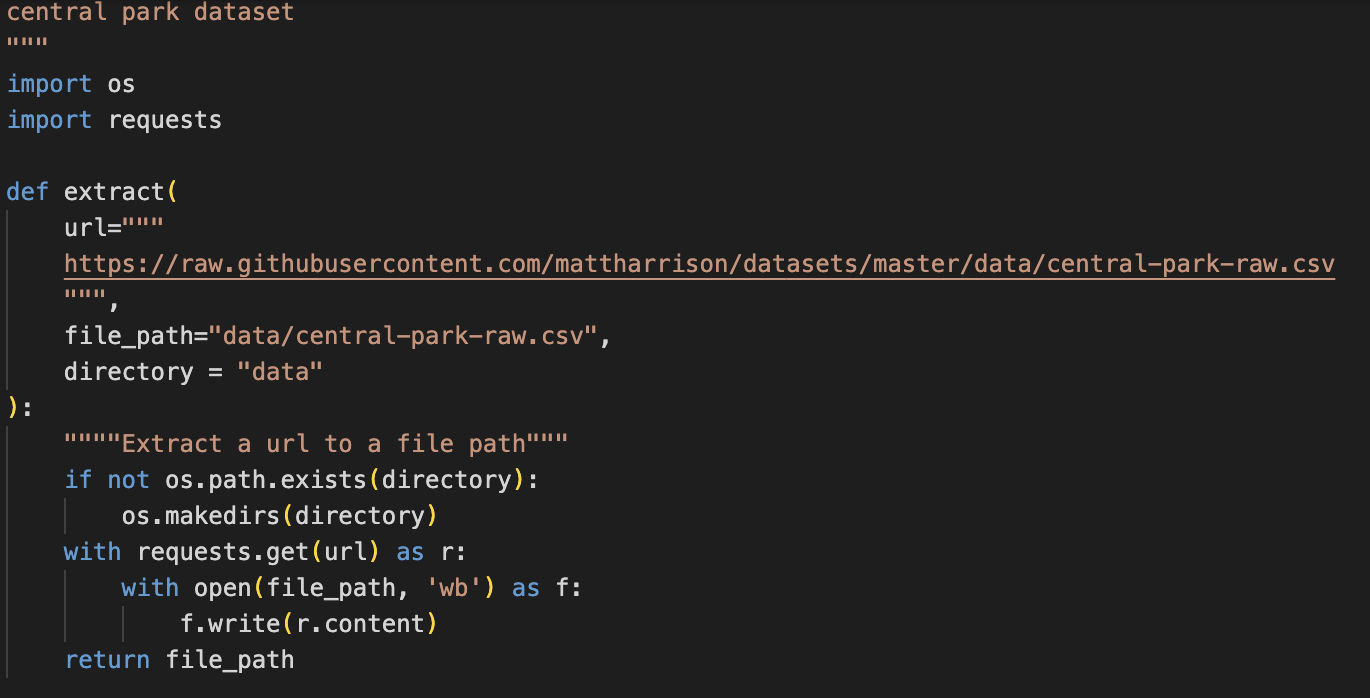 central park dataset
"""
import os
import requests

def extract(
    url="""
    https://raw.githubusercontent.com/mattharrison/datasets/master/data/central-park-raw.csv
    """,
    file_path="data/central-park-raw.csv",
    directory = "data"
):
    """"Extract a url to a file path"""
    if not os.path.exists(directory):
        os.makedirs(directory)
    with requests.get(url) as r:
        with open(file_path, 'wb') as f:
            f.write(r.content)
    return file_path